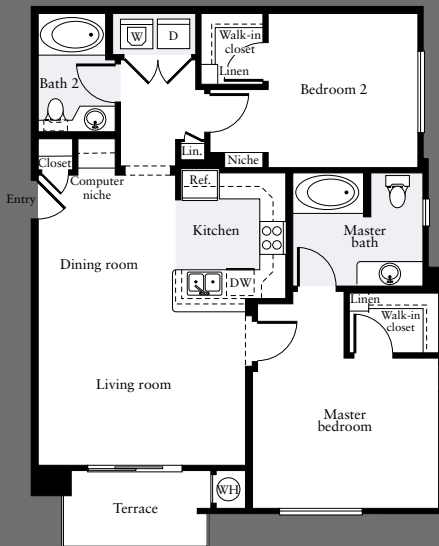 W
D
Walk-in
closet
Linen
Bath 2
Bedroom 2
Lin.
Niche
Closet
Computer
niche
Ref.
Entry
Kitchen
Master
bath
Dining room
DW
Linen
Walk-in
closet
Living room
Master
bedroom
WH
Terrace